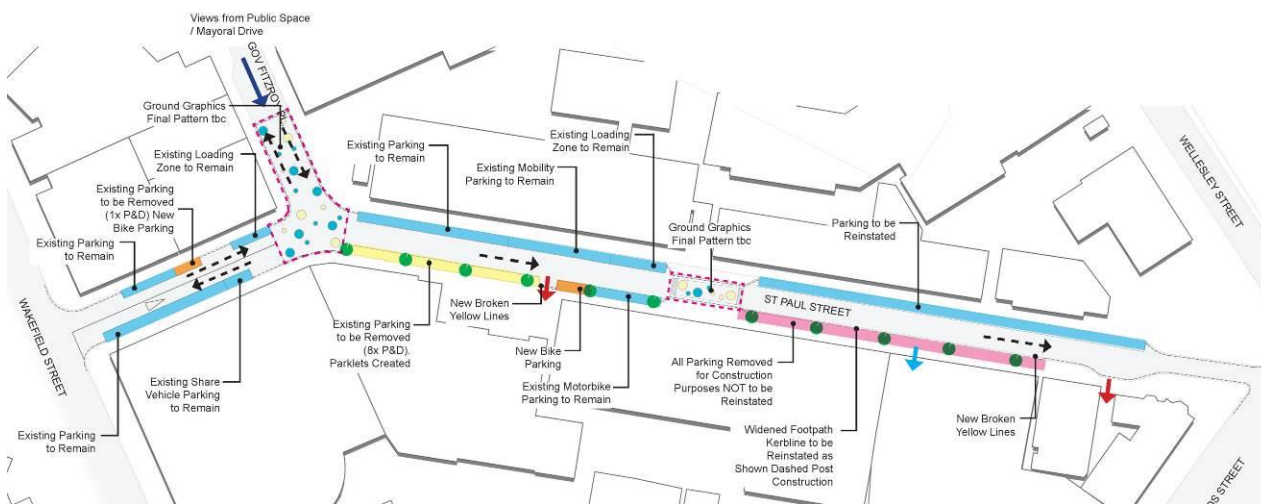 Views from Public Space
/ Mayoral Drive
GOV FITZROY PL
Ground Graphics
Final Pattern tbc
Existing Loading
Zone to Remain
Existing Parking
to be Removed
(1x P&D) New
Bike Parking
Existing Parking
to Remain
WAKEFIELD STREET
Existing Parking
to Remain
Existing Share
Vehicle Parking
to Remain
Existing Parking
to Remain
Existing Mobility
Parking to Remain
Existing Loading
Zone to Remain
Ground Graphics
Final Pattern tbc
Parking to be
Reinstated
WELLESLEY STREET
ST PAUL STREET
Existing Parking
to be Removed
(8x P&D).
Parklets Created
New Broken
Yellow Lines
New Bike
Parking
Existing Motorbike
Parking to Remain
All Parking Removed
for Construction
Purposes NOT to be
Reinstated
Widened Footpath
Kerbline to be
Reinstated as
Shown Dashed Post
Construction
New Broken
Yellow Lines
DS STREET